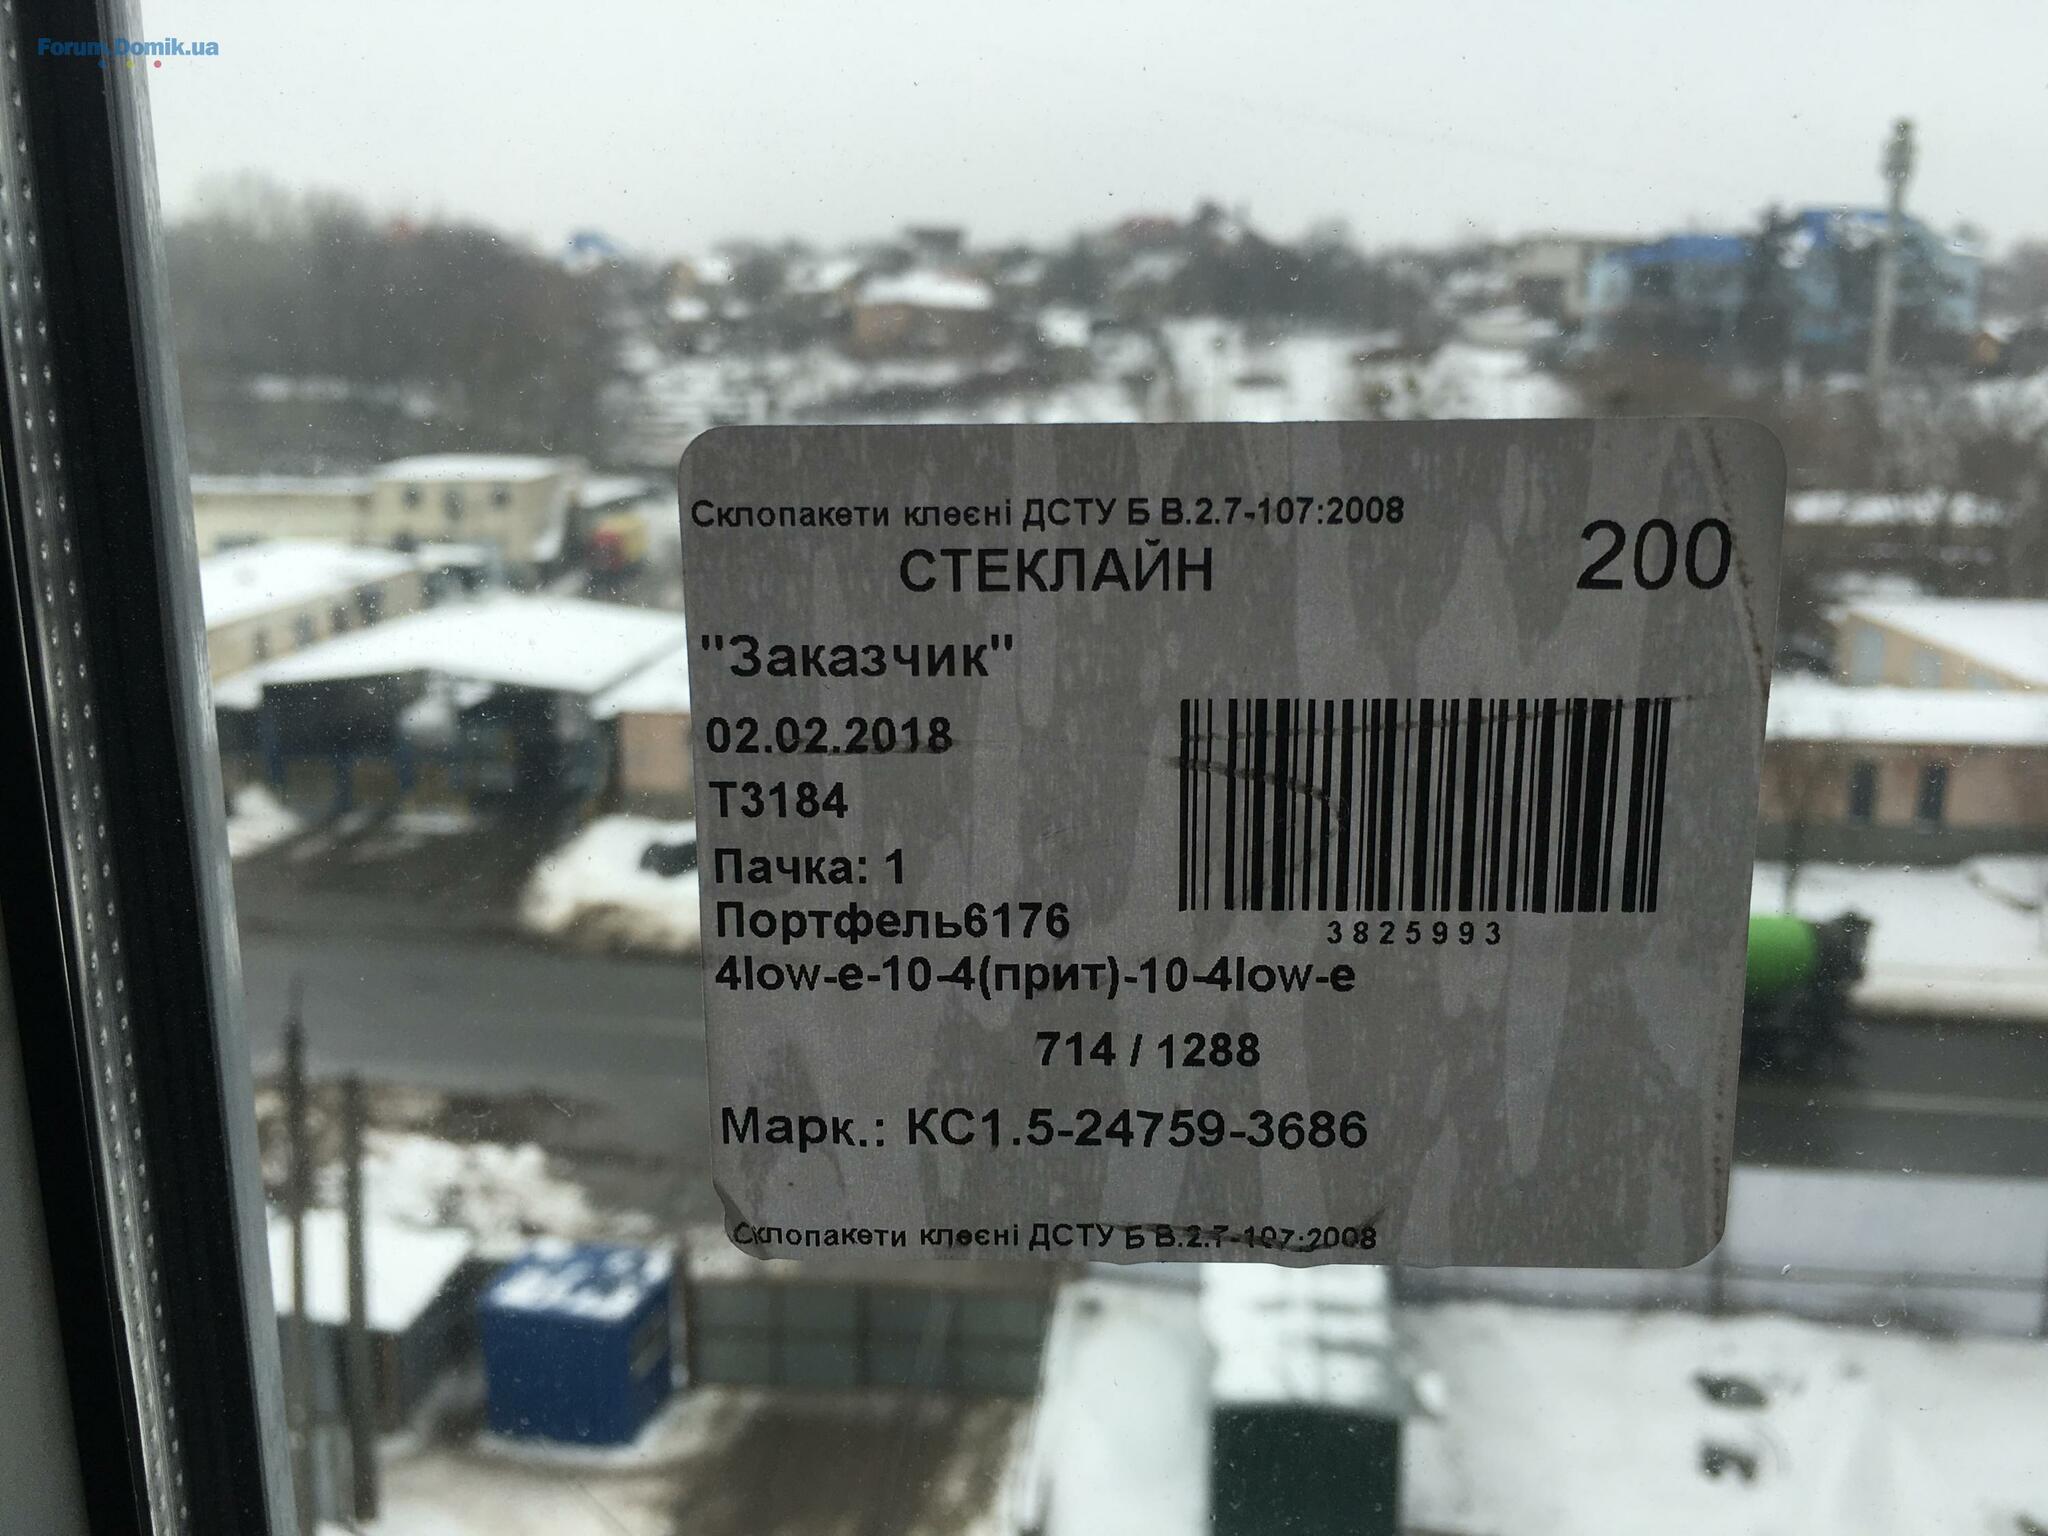 Forum.Domik.ua
Склопакети клеєні ДСТУ Б В.2.7-107:2008
СТЕКЛАЙН
200
"Заказчик"
02.02.2018
Т3184
Пачка: 1
Портфель6176
3825993
4low-e-10-4(прит)-10-4low-e
714 / 1288
Марк.: КС1.5-24759-3686
Склопакети клеєні ДСТУ Б В.2.7-107:2008